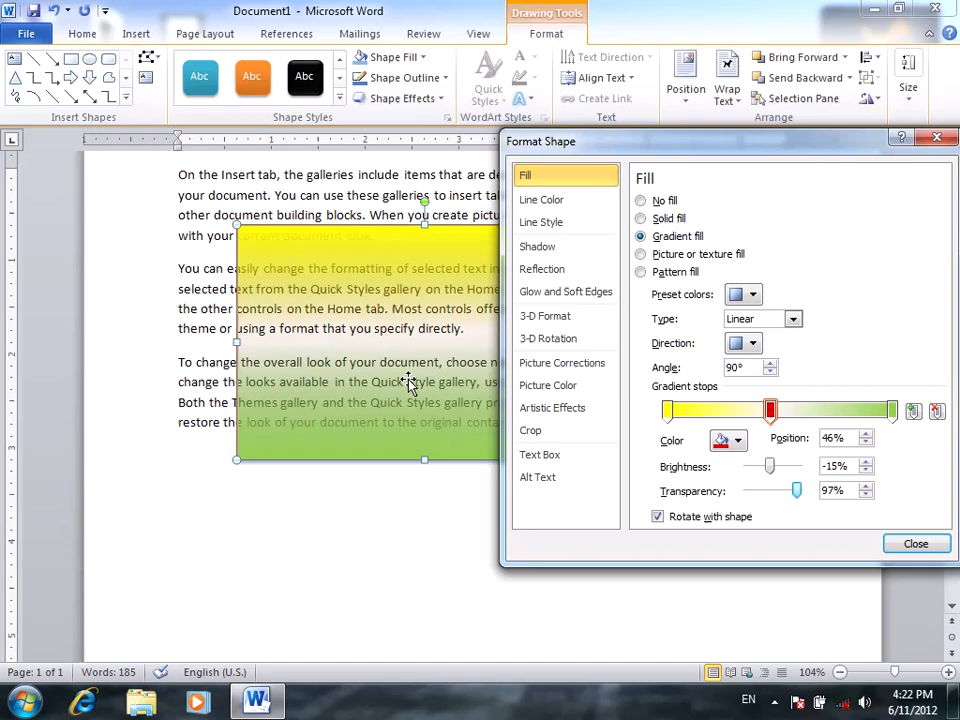 Document1 - Microsoft Word
Drawing Tools
File Home Insert Page Layout References Mailings Review View Format
Abc Abc Abc
Shape Fill
Shape Outline
Shape Effects
Quick Styles
Text Direction
Align Text
Create Link
Position
Wrap Text
Bring Forward
Send Backward
Selection Pane
Size
Insert Shapes Shape Styles WordArt Styles Text Arrange
1 2 3
On the Insert tab, the galleries include items that are de
your document. You can use these galleries to insert tab
other document building blocks. When you create pictu
with your current document look.
You can easily change the formatting of selected text in
selected text from the Quick Styles gallery on the Home
the other controls on the Home tab. Most controls offe
theme or using a format that you specify directly.
To change the overall look of your document, choose n
change the looks available in the Quick Style gallery, us
Both the Themes gallery and the Quick Styles gallery pr
restore the look of your document to the original conta
Format Shape
Fill
Line Color
Line Style
Shadow
Reflection
Glow and Soft Edges
3-D Format
3-D Rotation
Picture Corrections
Picture Color
Artistic Effects
Crop
Text Box
Alt Text
Fill
No fill
Solid fill
Gradient fill
Picture or texture fill
Pattern fill
Preset colors:
Type: Linear
Direction:
Angle: 90°
Gradient stops
Color Position: 46%
Brightness: -15%
Transparency: 97%
Rotate with shape
Close
Page: 1 of 1 Words: 185 English (U.S.) 104%
EN
4:22 PM
6/11/2012